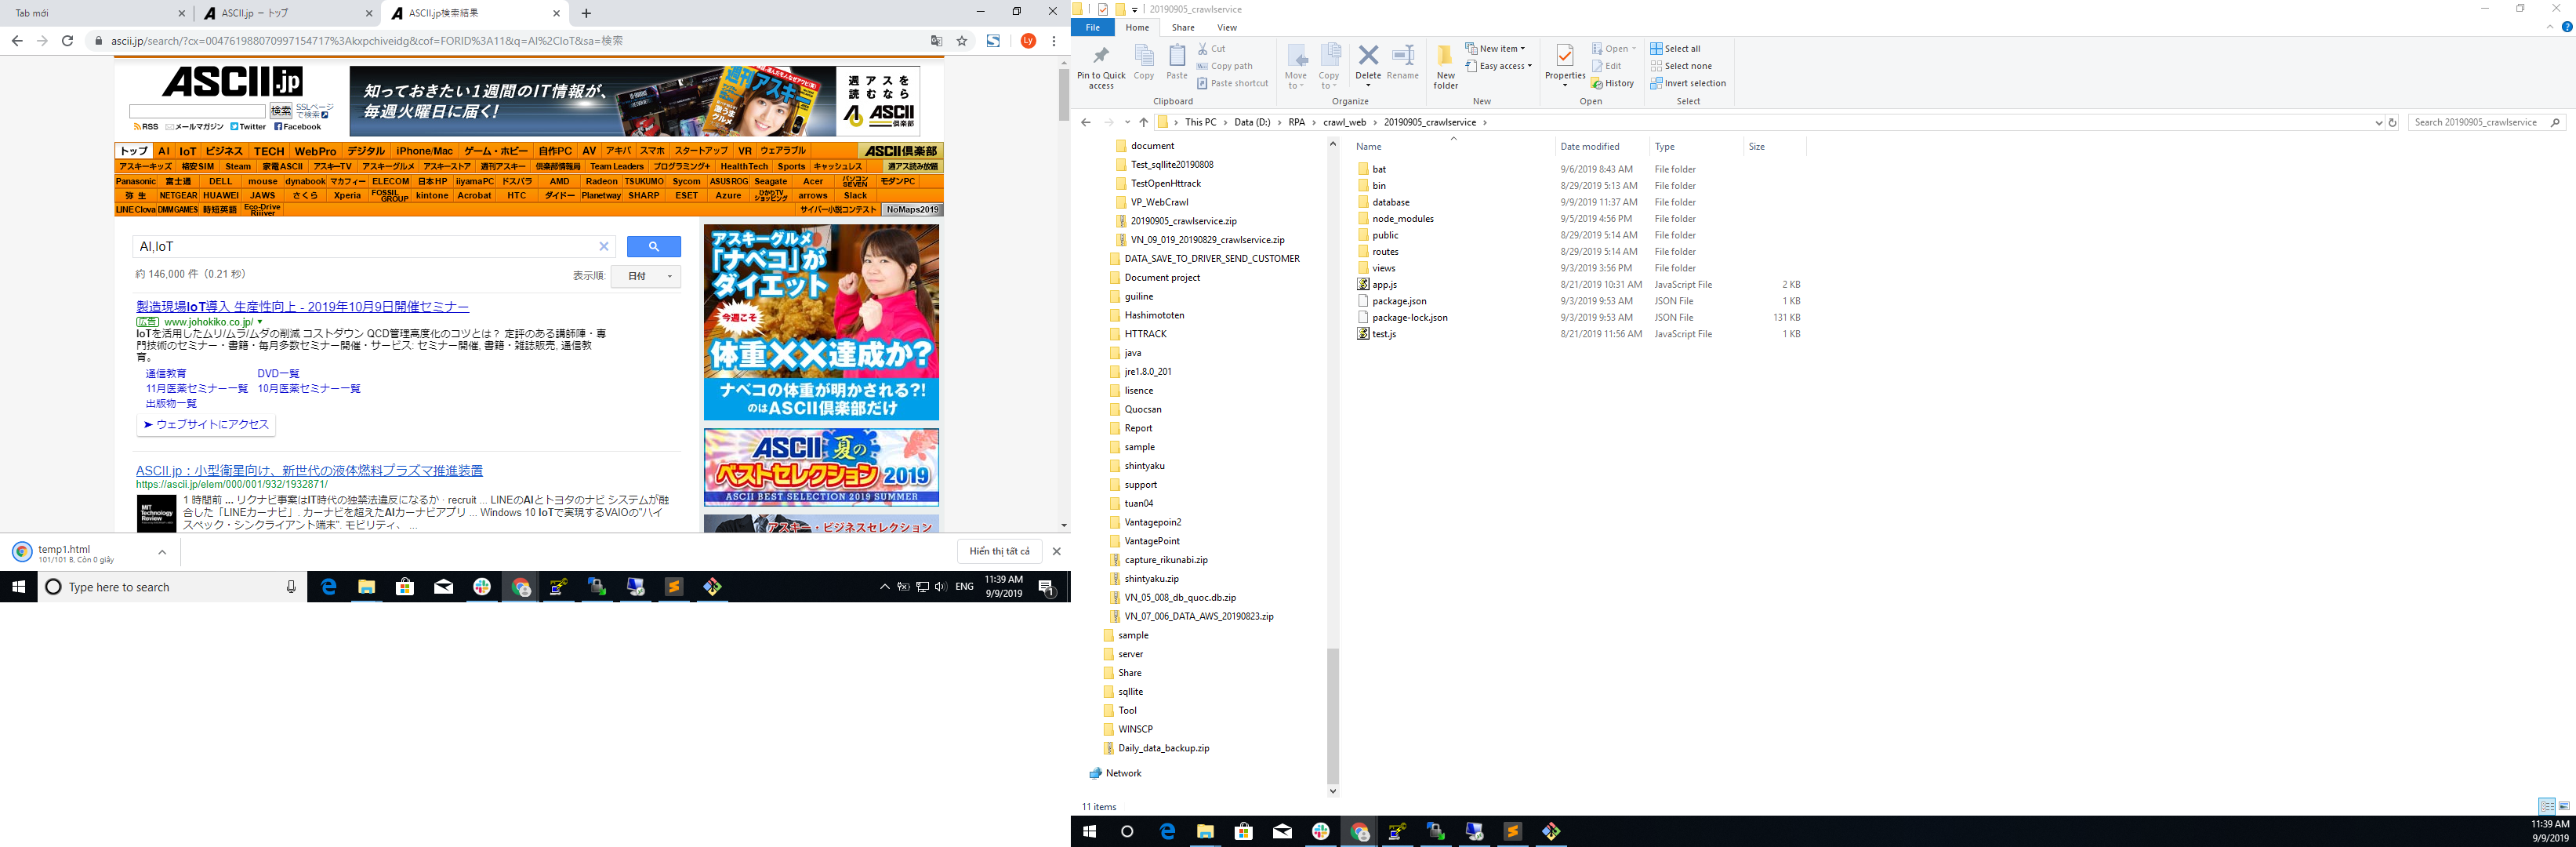 Tab mới
ASCII.jp － トップ
ASCII.jp検索結果
ascii.jp/search/?cx=004761988070997154717%3Akxpchiveidg&cof=FORID%3A11&q=AI%2CIoT&sa=検索
Ly
ASCII.jp
検索
SSLページで検索
RSS メールマガジン Twitter Facebook
知っておきたい1週間のIT情報が、
毎週火曜日に届く!
週刊アスキー
週アスを
読むなら
ASCII
倶楽部
トップ AI IoT ビジネス TECH WebPro デジタル iPhone/Mac ゲーム・ホビー 自作PC AV アキバ スマホ スタートアップ VR ウェアラブル ASCII倶楽部
アスキーキッズ 格安SIM Steam 家電ASCII アスキーTV アスキーグルメ アスキーストア 週刊アスキー 倶楽部情報局 Team Leaders プログラミング+ HealthTech Sports キャッシュレス 週アス読み放題
Panasonic 富士通 DELL mouse dynabook マカフィー ELECOM 日本HP iiyamaPC ドスパラ AMD Radeon TSUKUMO Sycom ASUS ROG Seagate Acer パソコンSEVEN モダンPC
弥生 NETGEAR HUAWEI JAWS さくら Xperia FOSSIL GROUP kintone Acrobat HTC ダイドー Planetway SHARP ESET Azure ひかりTVショッピング arrows Slack
LINE Clova DMM GAMES 時短英語 Eco-Drive Riiiver サイバー小説コンテスト NoMaps2019
AI,IoT
約 146,000 件（0.21 秒）
表示順: 日付
製造現場IoT導入 生産性向上 - 2019年10月9日開催セミナー
広告 www.johokiko.co.jp/
IoTを活用したムリ/ムラ/ムダの削減 コストダウン QCD管理高度化のコツとは？ 定評のある講師陣・専
門技術のセミナー・書籍・毎月多数セミナー開催・サービス: セミナー開催, 書籍・雑誌販売, 通信教
育。
通信教育 DVD一覧
11月医薬セミナー一覧 10月医薬セミナー一覧
出版物一覧
➤ ウェブサイトにアクセス
ASCII.jp：小型衛星向け、新世代の液体燃料プラズマ推進装置
https://ascii.jp/elem/000/001/932/1932871/
MIT Technology Review
1 時間前 ... リクナビ事案はIT時代の独禁法違反になるか · recruit ... LINEのAIとトヨタのナビ システムが融
合した「LINEカーナビ」. カーナビを超えたAIカーナビアプリ ... Windows 10 IoTで実現するVAIOの"ハイ
スペック・シンクライアント端末". モビリティ、 ...
アスキーグルメ
「ナベコ」が
ダイエット
今週こそ
体重××達成か?
ナベコの体重が明かされる?!
のはASCII倶楽部だけ
ASCII 夏の
ベストセレクション 2019
ASCII BEST SELECTION 2019 SUMMER
アスキー・ビジネスセレクション
temp1.html
101/101 B, Còn 0 giây
Hiển thị tất cả
Type here to search
ENG
11:39 AM
9/9/2019
1
20190905_crawlservice
File Home Share View
Pin to Quick access
Copy
Paste
Cut
Copy path
Paste shortcut
Clipboard
Move to
Copy to
Delete
Rename
Organize
New folder
New item
Easy access
New
Properties
Open
Edit
History
Open
Select all
Select none
Invert selection
Select
This PC › Data (D:) › RPA › crawl_web › 20190905_crawlservice ›
Search 20190905_crawlservice
document
Test_sqllite20190808
TestOpenHttrack
VP_WebCrawl
20190905_crawlservice.zip
VN_09_019_20190829_crawlservice.zip
DATA_SAVE_TO_DRIVER_SEND_CUSTOMER
Document project
guiline
Hashimototen
HTTRACK
java
jre1.8.0_201
lisence
Quocsan
Report
sample
shintyaku
support
tuan04
Vantagepoin2
VantagePoint
capture_rikunabi.zip
shintyaku.zip
VN_05_008_db_quoc.db.zip
VN_07_006_DATA_AWS_20190823.zip
sample
server
Share
sqllite
Tool
WINSCP
Daily_data_backup.zip
Network
Name Date modified Type Size
bat 9/6/2019 8:43 AM File folder
bin 8/29/2019 5:13 AM File folder
database 9/9/2019 11:37 AM File folder
node_modules 9/5/2019 4:56 PM File folder
public 8/29/2019 5:14 AM File folder
routes 8/29/2019 5:14 AM File folder
views 9/3/2019 3:56 PM File folder
app.js 8/21/2019 10:31 AM JavaScript File 2 KB
package.json 9/3/2019 9:53 AM JSON File 1 KB
package-lock.json 9/3/2019 9:53 AM JSON File 131 KB
test.js 8/21/2019 11:56 AM JavaScript File 1 KB
11 items
11:39 AM
9/9/2019